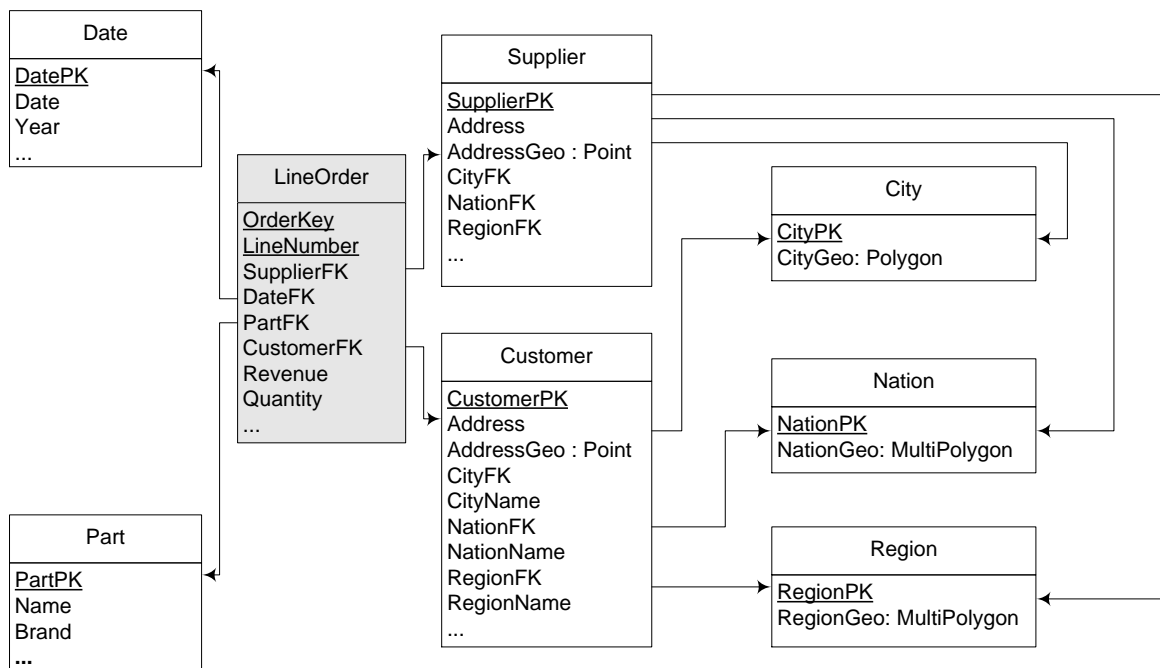 Date
DatePK
Date
Year
...
LineOrder
OrderKey
LineNumber
SupplierFK
DateFK
PartFK
CustomerFK
Revenue
Quantity
...
Part
PartPK
Name
Brand
...
Supplier
SupplierPK
Address
AddressGeo : Point
CityFK
NationFK
RegionFK
...
Customer
CustomerPK
Address
AddressGeo : Point
CityFK
CityName
NationFK
NationName
RegionFK
RegionName
...
City
CityPK
CityGeo: Polygon
Nation
NationPK
NationGeo: MultiPolygon
Region
RegionPK
RegionGeo: MultiPolygon